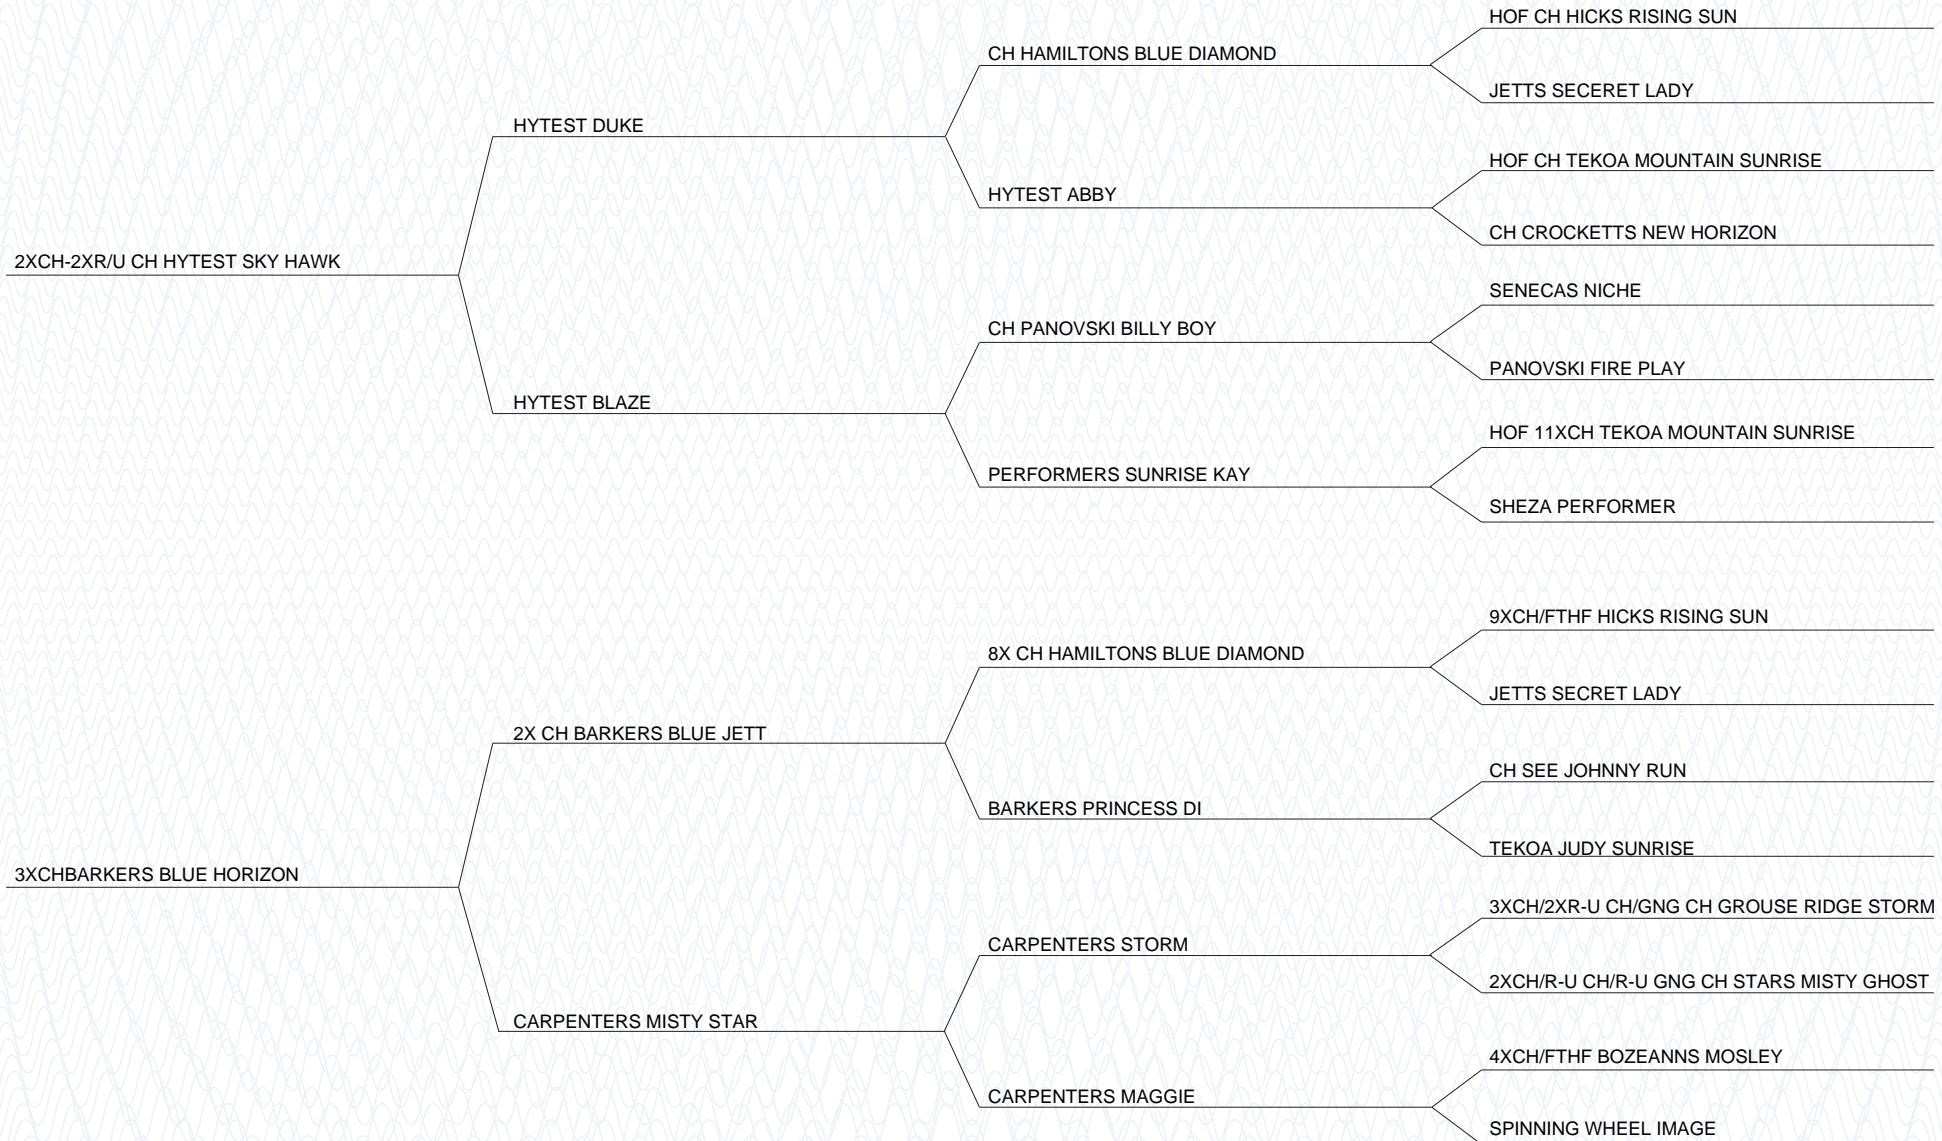 HOF CH HICKS RISING SUN
CH HAMILTONS BLUE DIAMOND
JETTS SECERET LADY
HYTEST DUKE
HOF CH TEKOA MOUNTAIN SUNRISE
HYTEST ABBY
CH CROCKETTS NEW HORIZON
2XCH-2XR/U CH HYTEST SKY HAWK
SENECAS NICHE
CH PANOVSKI BILLY BOY
PANOVSKI FIRE PLAY
HYTEST BLAZE
HOF 11XCH TEKOA MOUNTAIN SUNRISE
PERFORMERS SUNRISE KAY
SHEZA PERFORMER
9XCH/FTHF HICKS RISING SUN
8X CH HAMILTONS BLUE DIAMOND
JETTS SECRET LADY
2X CH BARKERS BLUE JETT
CH SEE JOHNNY RUN
BARKERS PRINCESS DI
TEKOA JUDY SUNRISE
3XCHBARKERS BLUE HORIZON
3XCH/2XR-U CH/GNG CH GROUSE RIDGE STORM
CARPENTERS STORM
2XCH/R-U CH/R-U GNG CH STARS MISTY GHOST
CARPENTERS MISTY STAR
4XCH/FTHF BOZEANNS MOSLEY
CARPENTERS MAGGIE
SPINNING WHEEL IMAGE